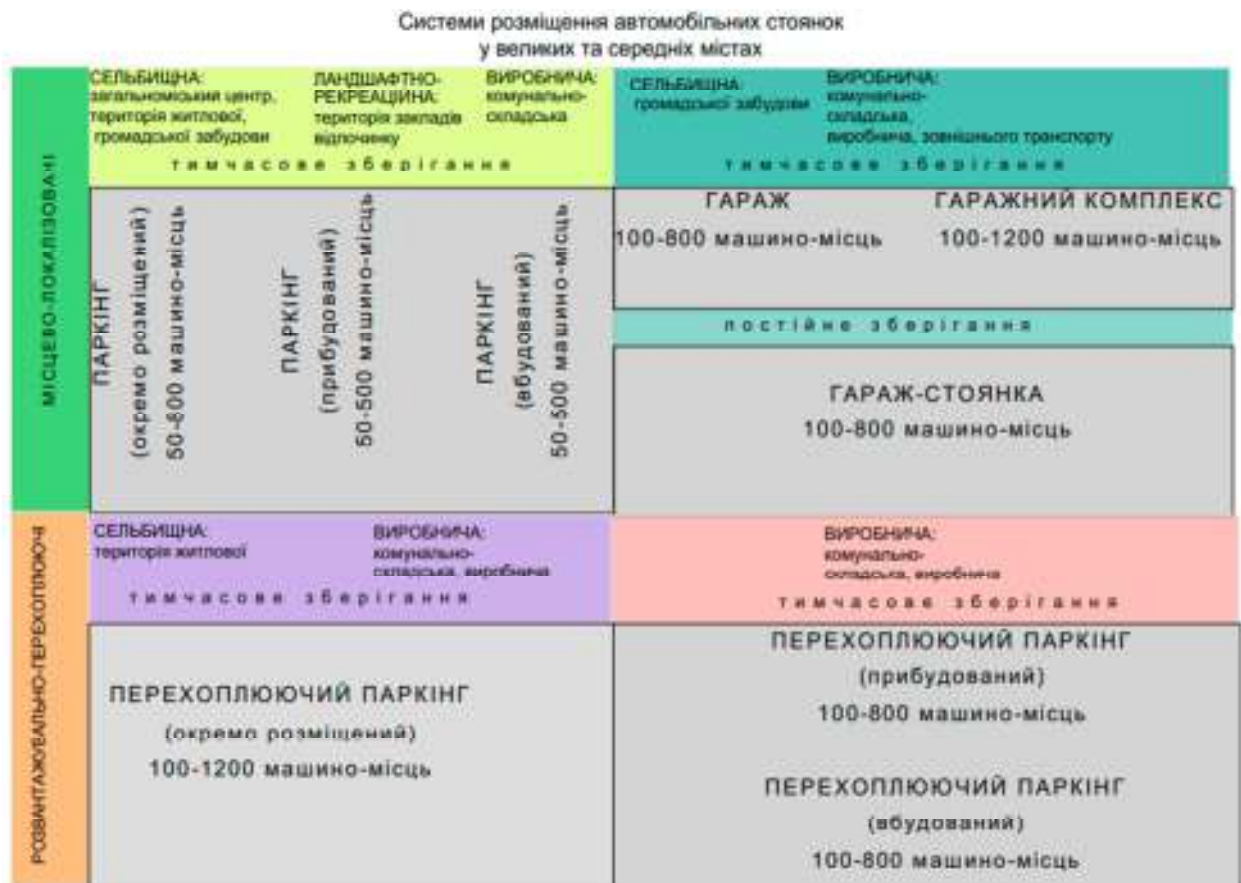 Системи розміщення автомобільних стоянок
у великих та середніх містах
МІСЦЕВО-ЛОКАЛІЗОВАНІ
СЕЛЬБИЩНА:
загальноміський центр,
територія житлової,
громадської забудови
ЛАНДШАФТНО-
РЕКРЕАЦІЙНА:
територія закладів
відпочинку
ВИРОБНИЧА:
комунально-
складська
тимчасове зберігання
ПАРКІНГ
(окремо розміщений)
50-800 машино-місць
ПАРКІНГ
(прибудований)
50-500 машино-місць
ПАРКІНГ
(вбудований)
50-500 машино-місць
СЕЛЬБИЩНА:
громадської забудови
ВИРОБНИЧА:
комунально-
складська,
виробнича, зовнішнього транспорту
тимчасове зберігання
ГАРАЖ
100-800 машино-місць
ГАРАЖНИЙ КОМПЛЕКС
100-1200 машино-місць
постійне зберігання
ГАРАЖ-СТОЯНКА
100-800 машино-місць
РОЗВАНТАЖУВАЛЬНО-ПЕРЕХОПЛЮЮЧІ
СЕЛЬБИЩНА:
територія житлової
ВИРОБНИЧА:
комунально-
складська, виробнича
тимчасове зберігання
ПЕРЕХОПЛЮЮЧИЙ ПАРКІНГ
(окремо розміщений)
100-1200 машино-місць
ВИРОБНИЧА:
комунально-
складська, виробнича
тимчасове зберігання
ПЕРЕХОПЛЮЮЧИЙ ПАРКІНГ
(прибудований)
100-800 машино-місць
ПЕРЕХОПЛЮЮЧИЙ ПАРКІНГ
(вбудований)
100-800 машино-місць